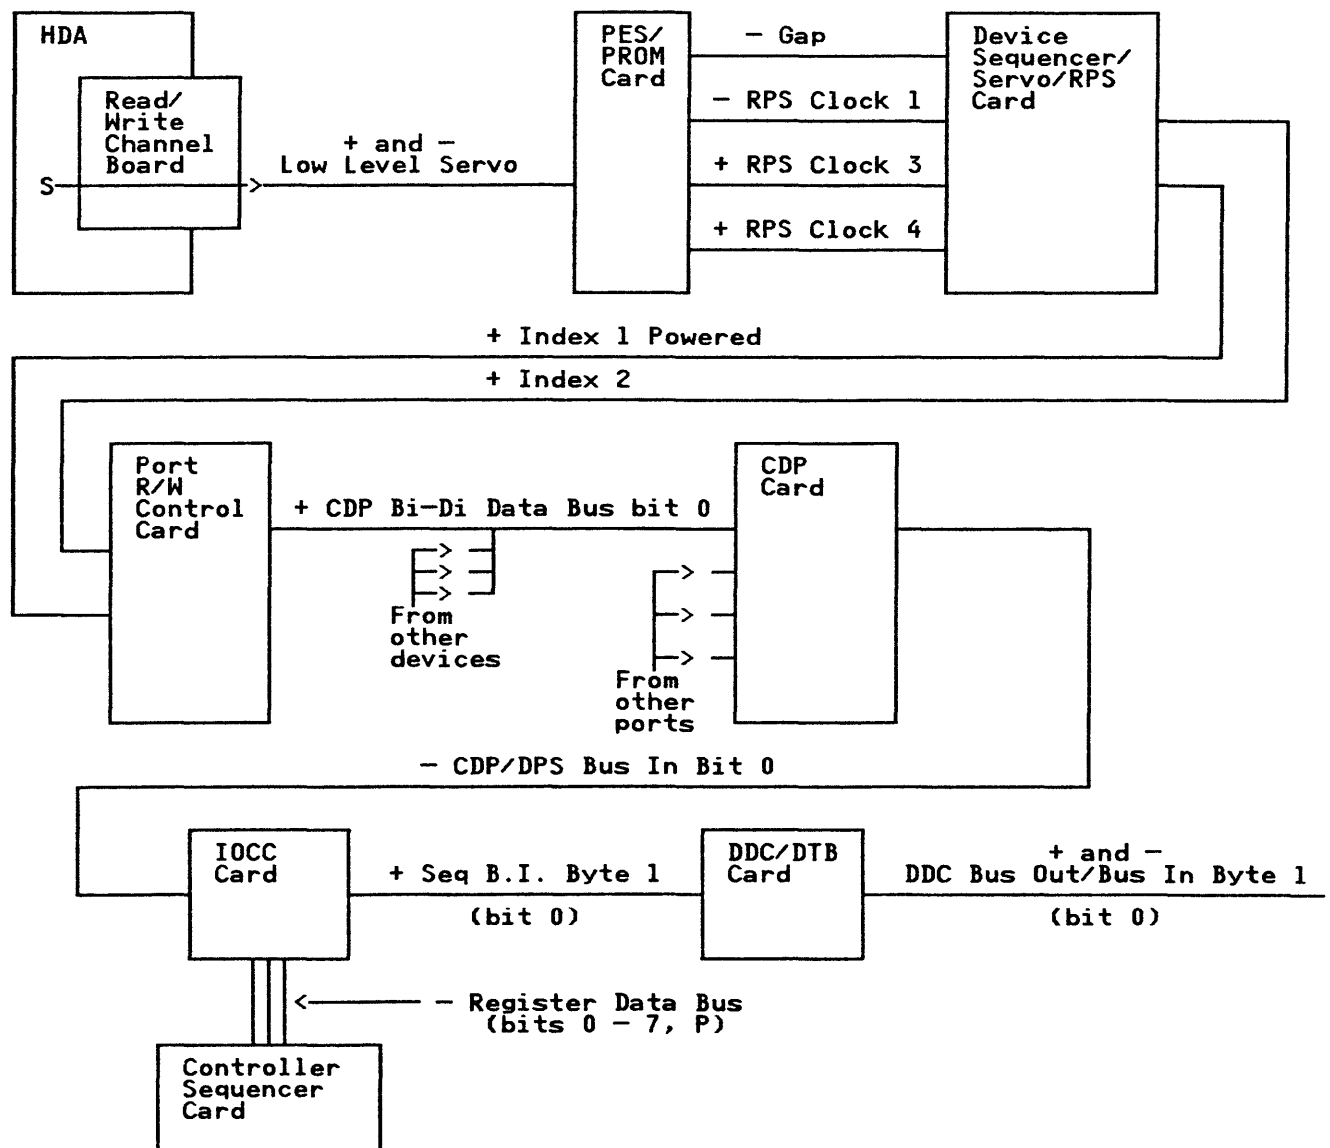 HDA
Read/
Write
Channel
Board
S
+ and −
Low Level Servo
PES/
PROM
Card
− Gap
− RPS Clock 1
+ RPS Clock 3
+ RPS Clock 4
Device
Sequencer/
Servo/RPS
Card
+ Index 1 Powered
+ Index 2
Port
R/W
Control
Card
+ CDP Bi-Di Data Bus bit 0
From
other
devices
From
other
ports
CDP
Card
− CDP/DPS Bus In Bit 0
IOCC
Card
+ Seq B.I. Byte 1
(bit 0)
DDC/DTB
Card
+ and −
DDC Bus Out/Bus In Byte 1
(bit 0)
− Register Data Bus
(bits 0 − 7, P)
Controller
Sequencer
Card